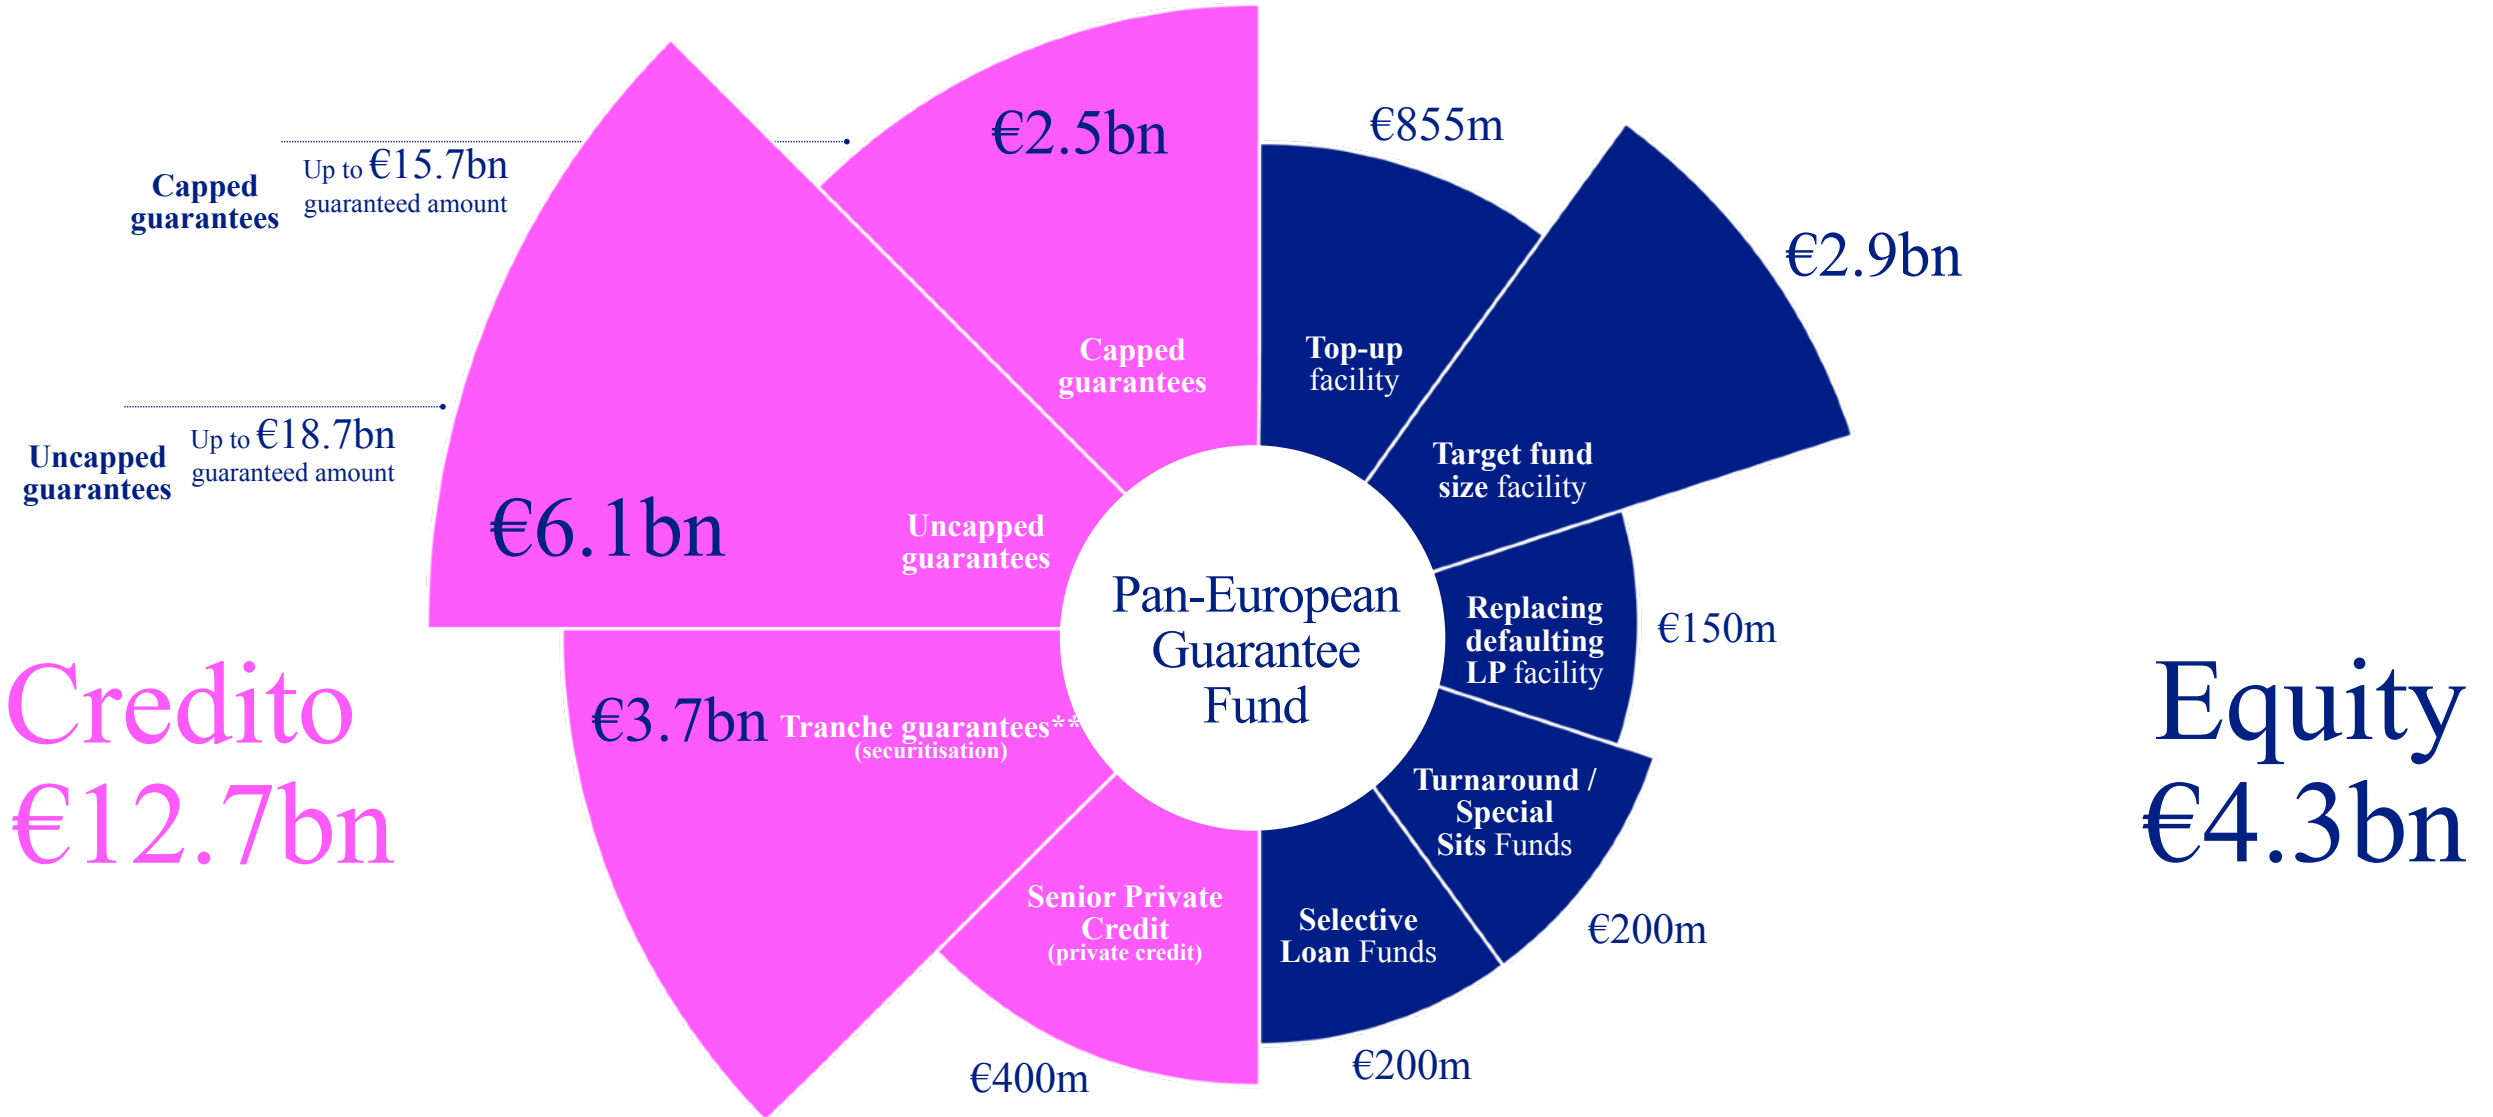 €2.5bn
€855m
Capped
guarantees
Up to €15.7bn
guaranteed amount
€2.9bn
Capped
guarantees
Top-up
facility
Uncapped
guarantees
Up to €18.7bn
guaranteed amount
€6.1bn
Uncapped
guarantees
Target fund
size facility
Pan-European
Guarantee
Fund
Replacing
defaulting
LP facility
€150m
Credito
€12.7bn
€3.7bn
Tranche guarantees**
(securitisation)
Turnaround /
Special
Sits Funds
€200m
Equity
€4.3bn
Senior Private
Credit
(private credit)
€400m
Selective
Loan Funds
€200m